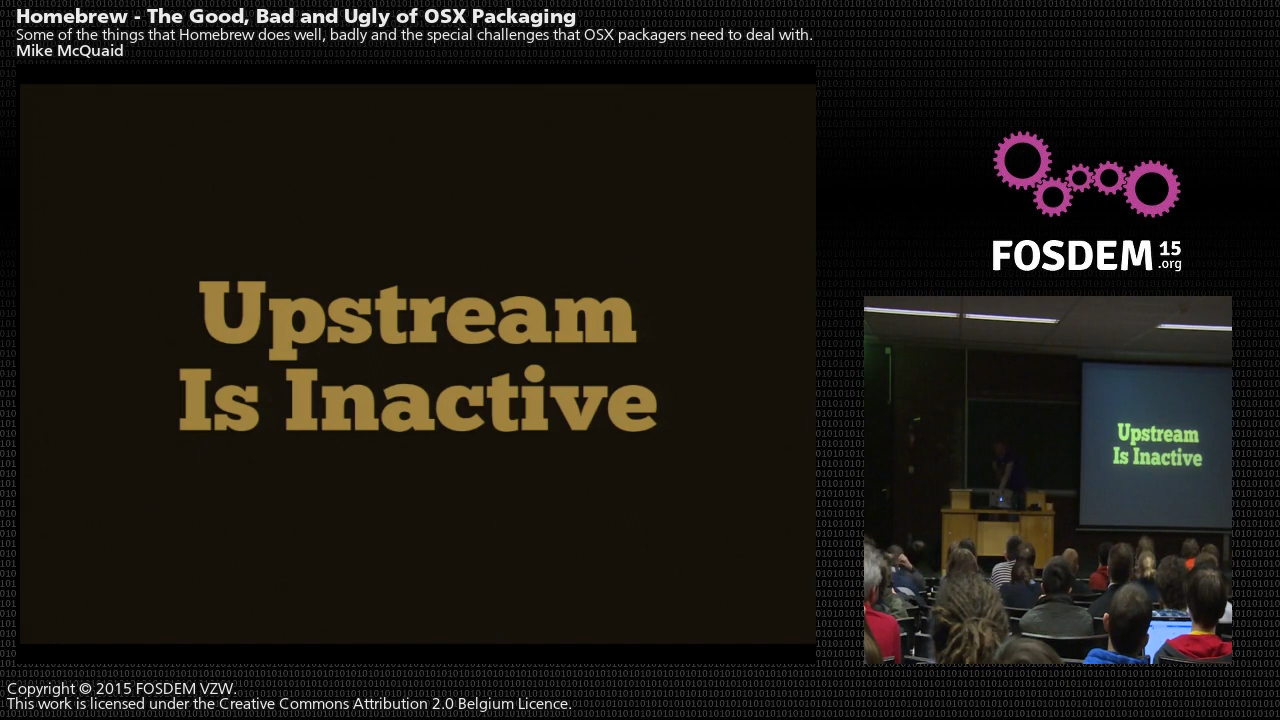 Homebrew - The Good, Bad and Ugly of OSX Packaging
Some of the things that Homebrew does well, badly and the special challenges that OSX packagers need to deal with.
Mike McQuaid
Upstream
Is Inactive
FOSDEM 15
.org
Upstream
Is Inactive
Copyright © 2015 FOSDEM VZW.
This work is licensed under the Creative Commons Attribution 2.0 Belgium Licence.